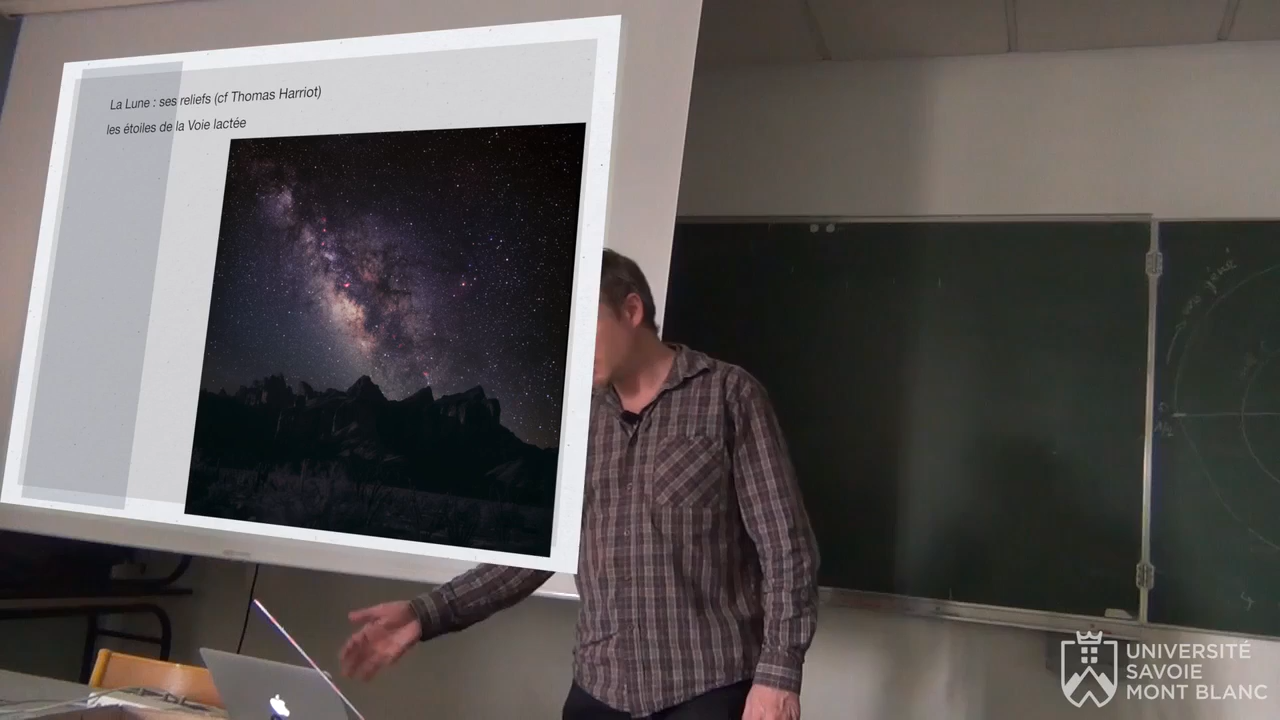 La Lune : ses reliefs (cf Thomas Harriot)
les étoiles de la Voie lactée
UNIVERSITÉ
SAVOIE
MONT BLANC